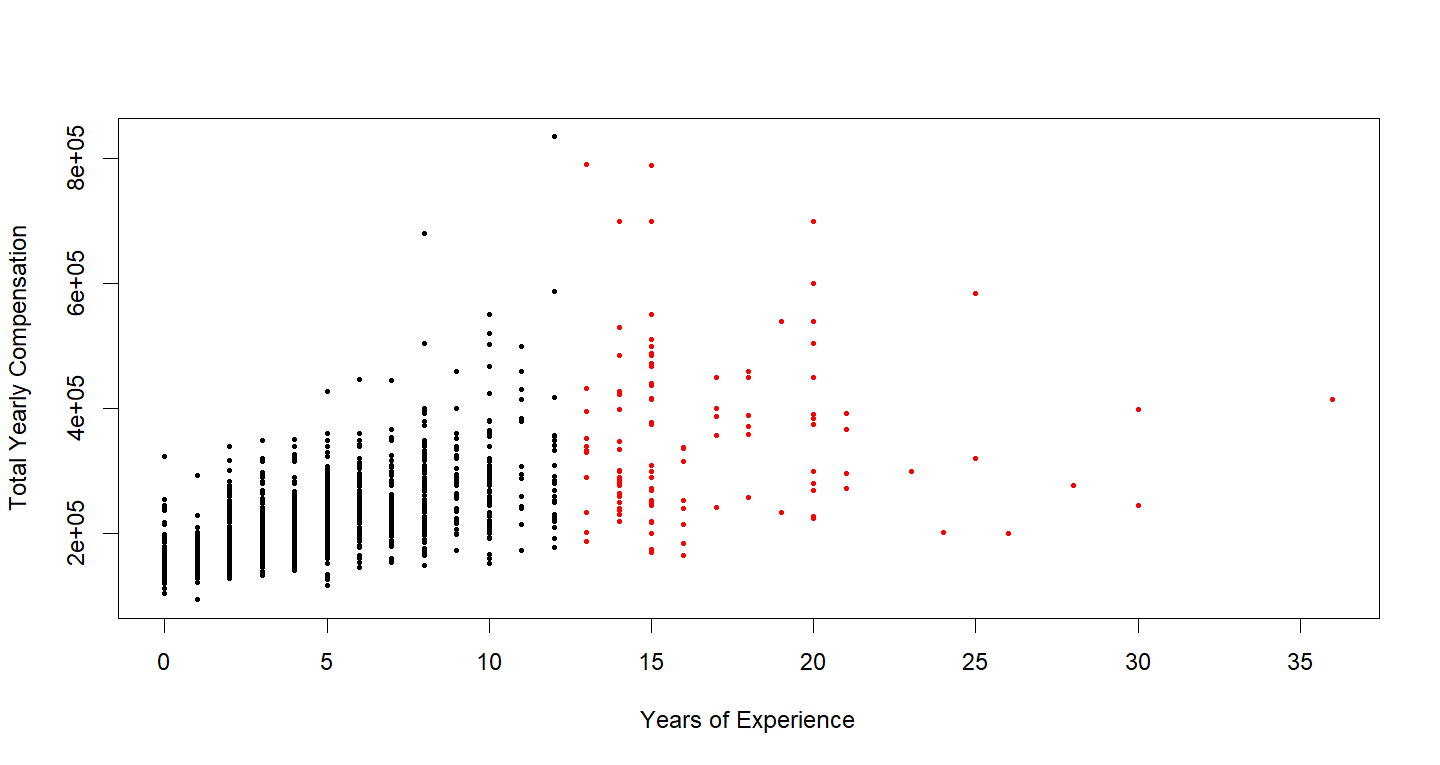 Total Yearly Compensation
8e+05
6e+05
4e+05
2e+05
0 5 10 15 20 25 30 35
Years of Experience